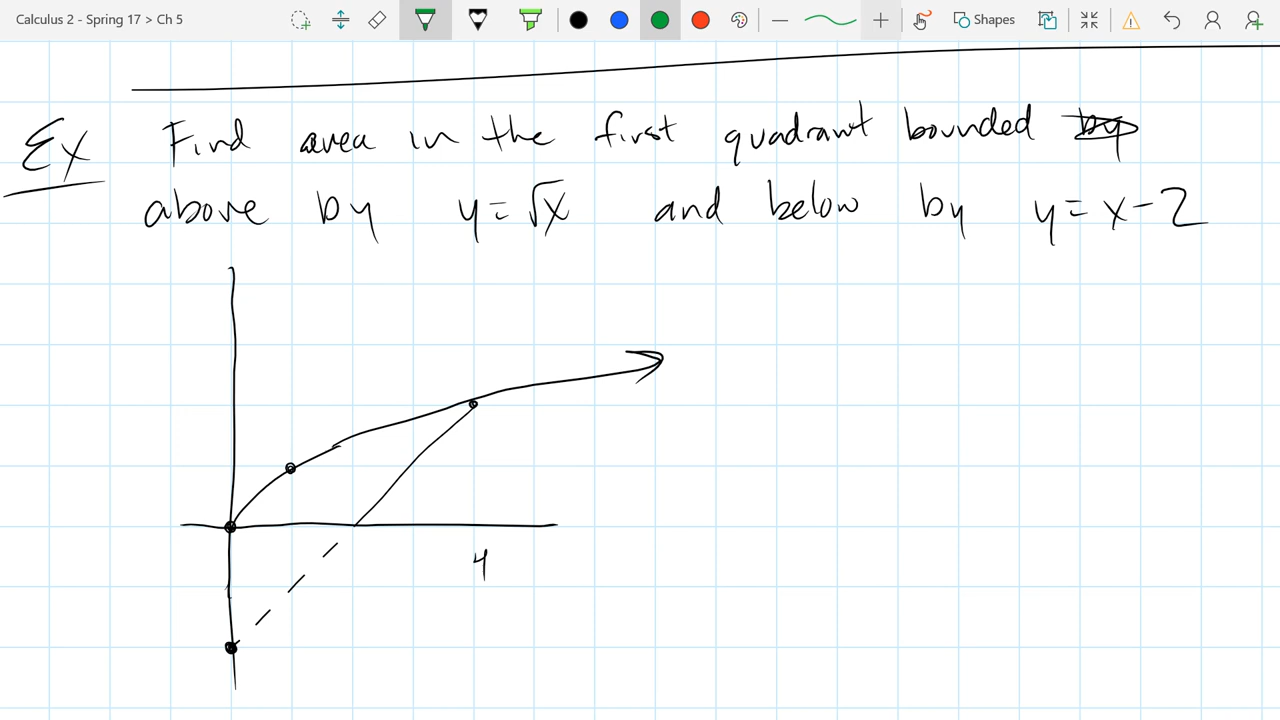 Calculus 2 - Spring 17 > Ch 5
Shapes
Ex Find area in the first quadrant bounded by
above by y = √x and below by y = x - 2
4